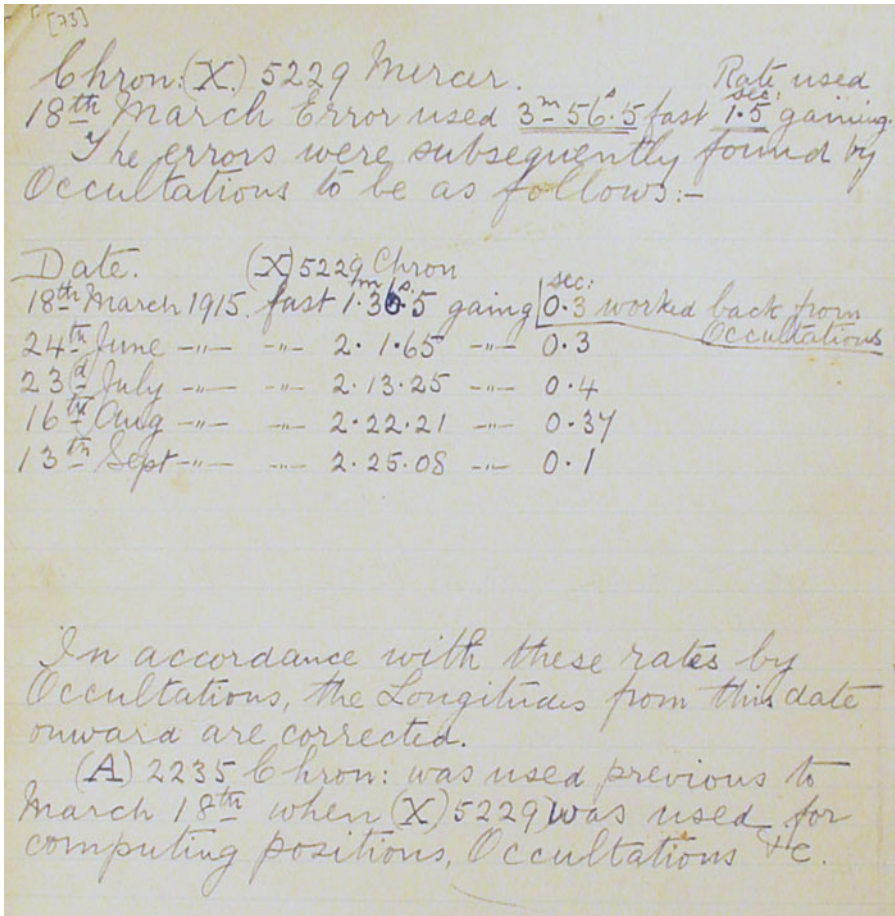 [73]
Chron: (X.) 5229 Mercer. Rate used
18th March Error used 3m 56s.5 fast 1.5 sec: gaining.
The errors were subsequently found by
Occultations to be as follows:-
Date. (X) 5229 Chron
18th March 1915. fast 1m.36s.5 gaing 0.3 sec: worked back from
Occultations
24th June -"- -"- 2. 1.65 -"- 0.3
23d July -"- -"- 2.13.25 -"- 0.4
16th Aug -"- -"- 2.22.21 -"- 0.37
13th Sept -"- -"- 2.25.08 -"- 0.1
In accordance with these rates by
Occultations, the Longitudes from this date
onward are corrected.
(A) 2235 Chron: was used previous to
March 18th when (X) 5229) was used for
computing positions, Occultations &c.